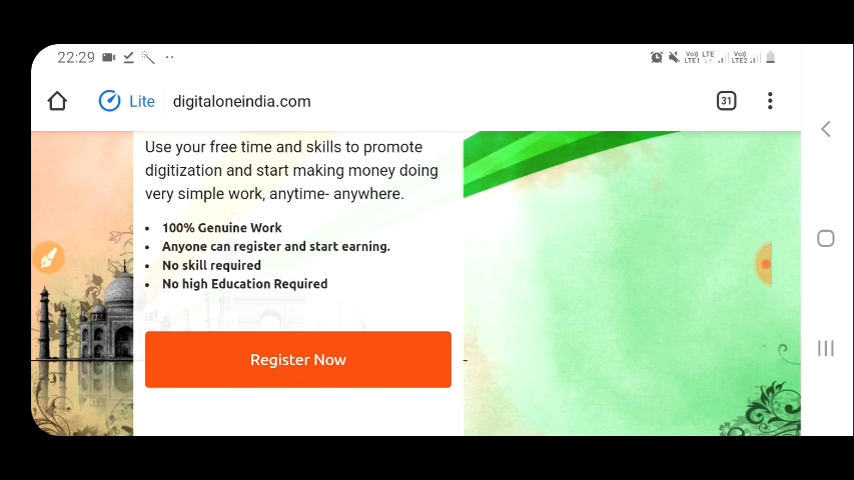 22:29
Lite digitaloneindia.com 31
Use your free time and skills to promote
digitization and start making money doing
very simple work, anytime- anywhere.
• 100% Genuine Work
• Anyone can register and start earning.
• No skill required
• No high Education Required
Register Now